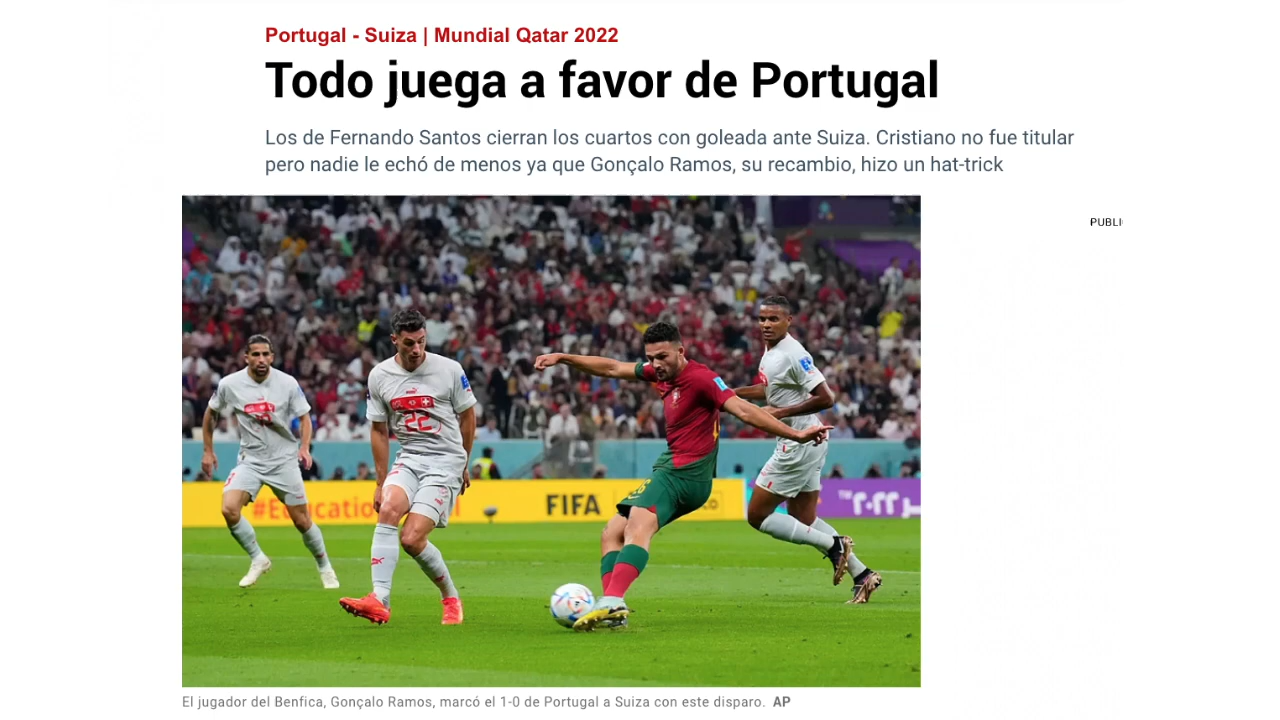 Portugal - Suiza | Mundial Qatar 2022
Todo juega a favor de Portugal
Los de Fernando Santos cierran los cuartos con goleada ante Suiza. Cristiano no fue titular
pero nadie le echó de menos ya que Gonçalo Ramos, su recambio, hizo un hat-trick
PUBLI
22
FIFA
#Educatio
٢٠٢٢
El jugador del Benfica, Gonçalo Ramos, marcó el 1-0 de Portugal a Suiza con este disparo. AP